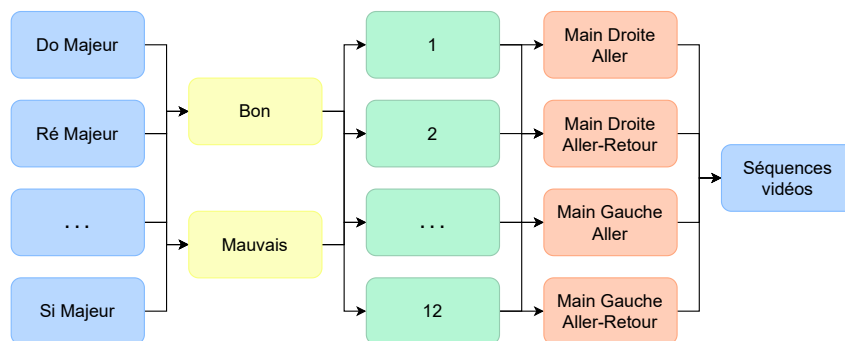 Do Majeur
Ré Majeur
...
Si Majeur
Bon
Mauvais
1
2
...
12
Main Droite
Aller
Main Droite
Aller-Retour
Main Gauche
Aller
Main Gauche
Aller-Retour
Séquences
vidéos